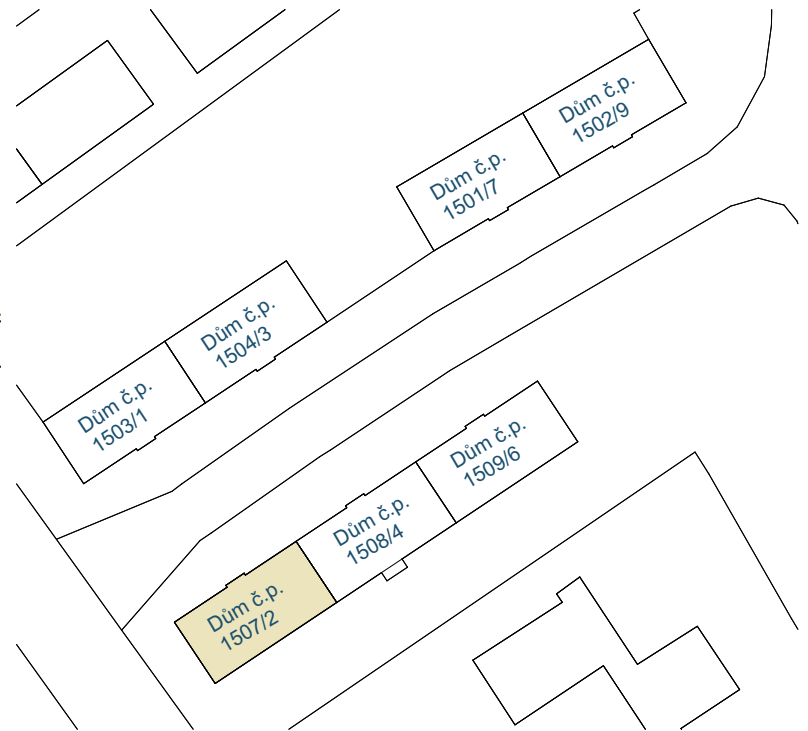 Dům č.p.
1502/9
Dům č.p.
1501/7
Dům č.p.
1504/3
Dům č.p.
1503/1
Dům č.p.
1509/6
Dům č.p.
1508/4
Dům č.p.
1507/2